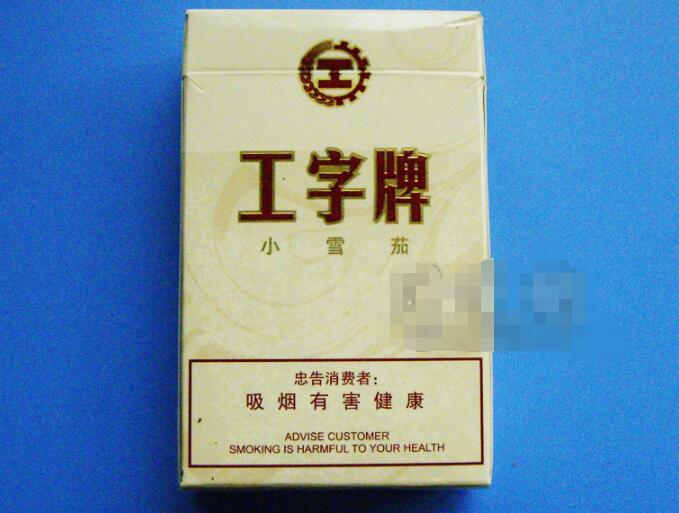 工
工字牌
小雪茄
忠告消费者：
吸烟有害健康
ADVISE CUSTOMER
SMOKING IS HARMFUL TO YOUR HEALTH